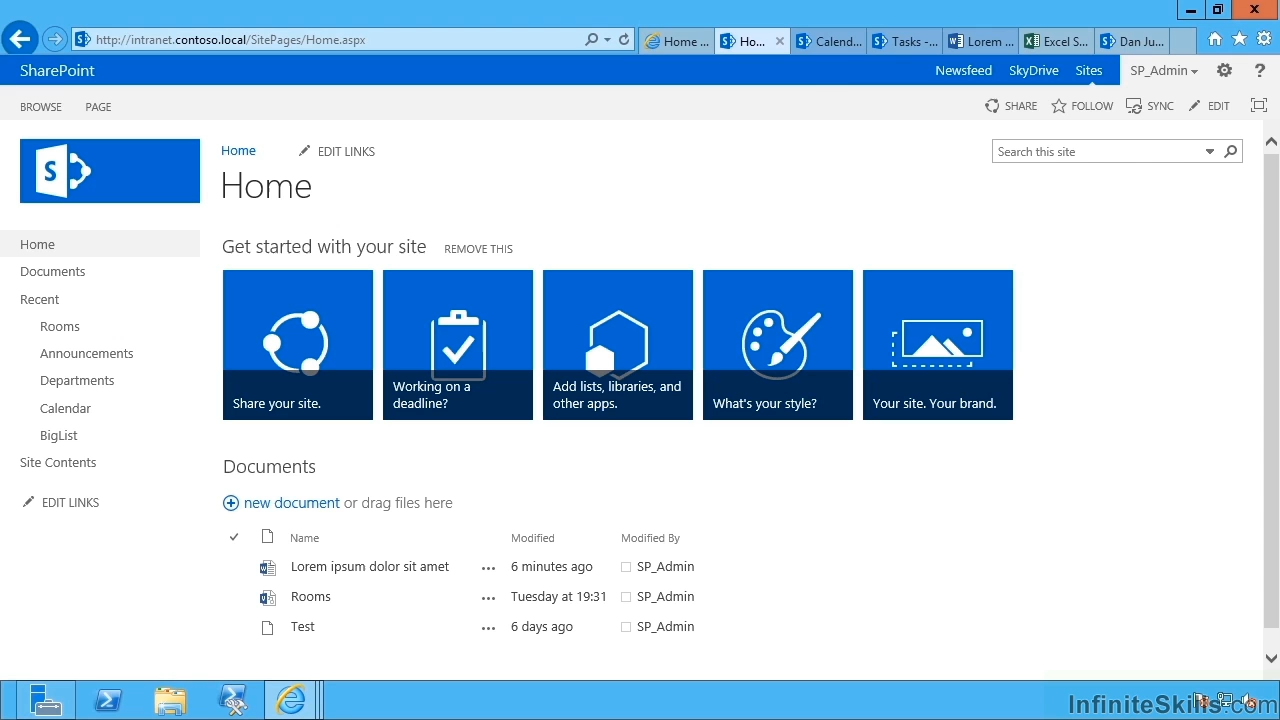 http://intranet.contoso.local/SitePages/Home.aspx
Home ...
Ho...
Calend...
Tasks -...
Lorem ...
Excel S...
Dan Ju...
SharePoint
Newsfeed
SkyDrive
Sites
SP_Admin
?
BROWSE
PAGE
SHARE
FOLLOW
SYNC
EDIT
S
Home
EDIT LINKS
Search this site
Home
Home
Documents
Recent
Rooms
Announcements
Departments
Calendar
BigList
Site Contents
EDIT LINKS
Get started with your site
REMOVE THIS
Share your site.
Working on a
deadline?
Add lists, libraries, and
other apps.
What's your style?
Your site. Your brand.
Documents
new document or drag files here
Name
Modified
Modified By
Lorem ipsum dolor sit amet ... 6 minutes ago SP_Admin
Rooms ... Tuesday at 19:31 SP_Admin
Test ... 6 days ago SP_Admin
InfiniteSkills.com